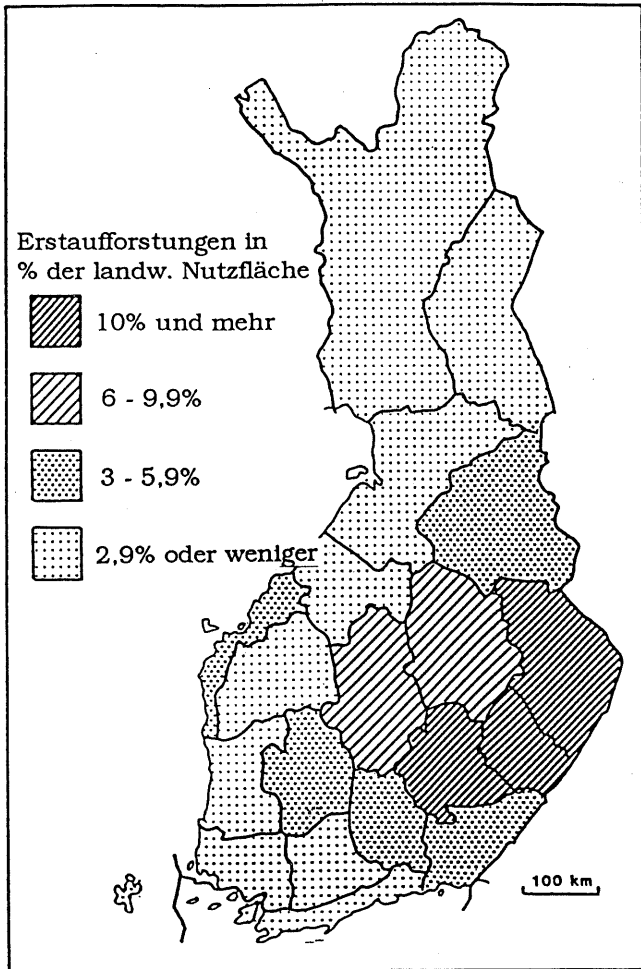 Erstaufforstungen in
% der landw. Nutzfläche
10% und mehr
6 - 9,9%
3 - 5,9%
2,9% oder weniger
100 km